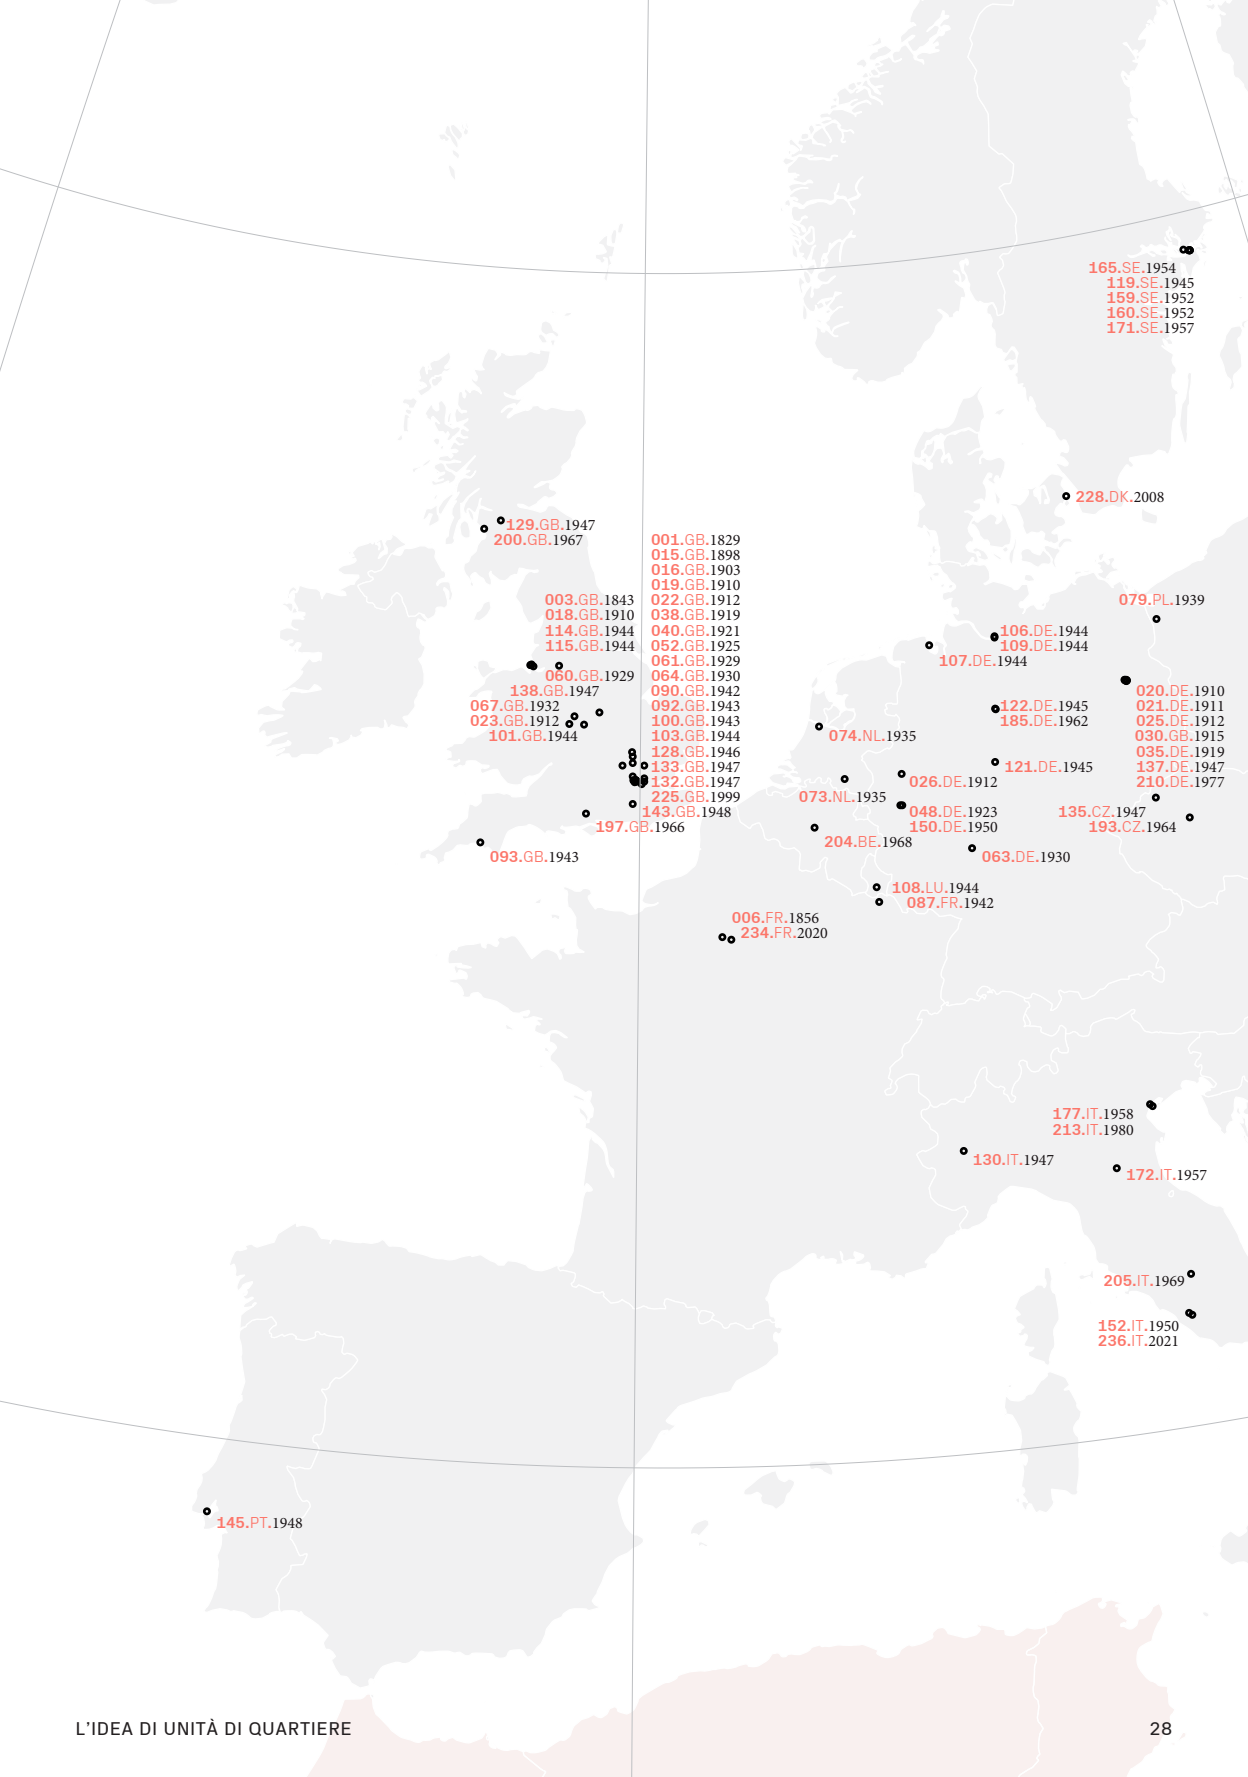 165.SE.1954
119.SE.1945
159.SE.1952
160.SE.1952
171.SE.1957
228.DK.2008
129.GB.1947
200.GB.1967
001.GB.1829
015.GB.1898
016.GB.1903
019.GB.1910
022.GB.1912
038.GB.1919
040.GB.1921
052.GB.1925
061.GB.1929
064.GB.1930
090.GB.1942
092.GB.1943
100.GB.1943
103.GB.1944
128.GB.1946
133.GB.1947
132.GB.1947
225.GB.1999
143.GB.1948
197.GB.1966
003.GB.1843
018.GB.1910
114.GB.1944
115.GB.1944
060.GB.1929
138.GB.1947
067.GB.1932
023.GB.1912
101.GB.1944
093.GB.1943
079.PL.1939
106.DE.1944
109.DE.1944
107.DE.1944
020.DE.1910
021.DE.1911
025.DE.1912
030.GB.1915
035.DE.1919
137.DE.1947
210.DE.1977
122.DE.1945
185.DE.1962
074.NL.1935
121.DE.1945
026.DE.1912
073.NL.1935
048.DE.1923
150.DE.1950
135.CZ.1947
193.CZ.1964
204.BE.1968
063.DE.1930
108.LU.1944
087.FR.1942
006.FR.1856
234.FR.2020
177.IT.1958
213.IT.1980
130.IT.1947
172.IT.1957
205.IT.1969
152.IT.1950
236.IT.2021
145.PT.1948
L'IDEA DI UNITÀ DI QUARTIERE
28